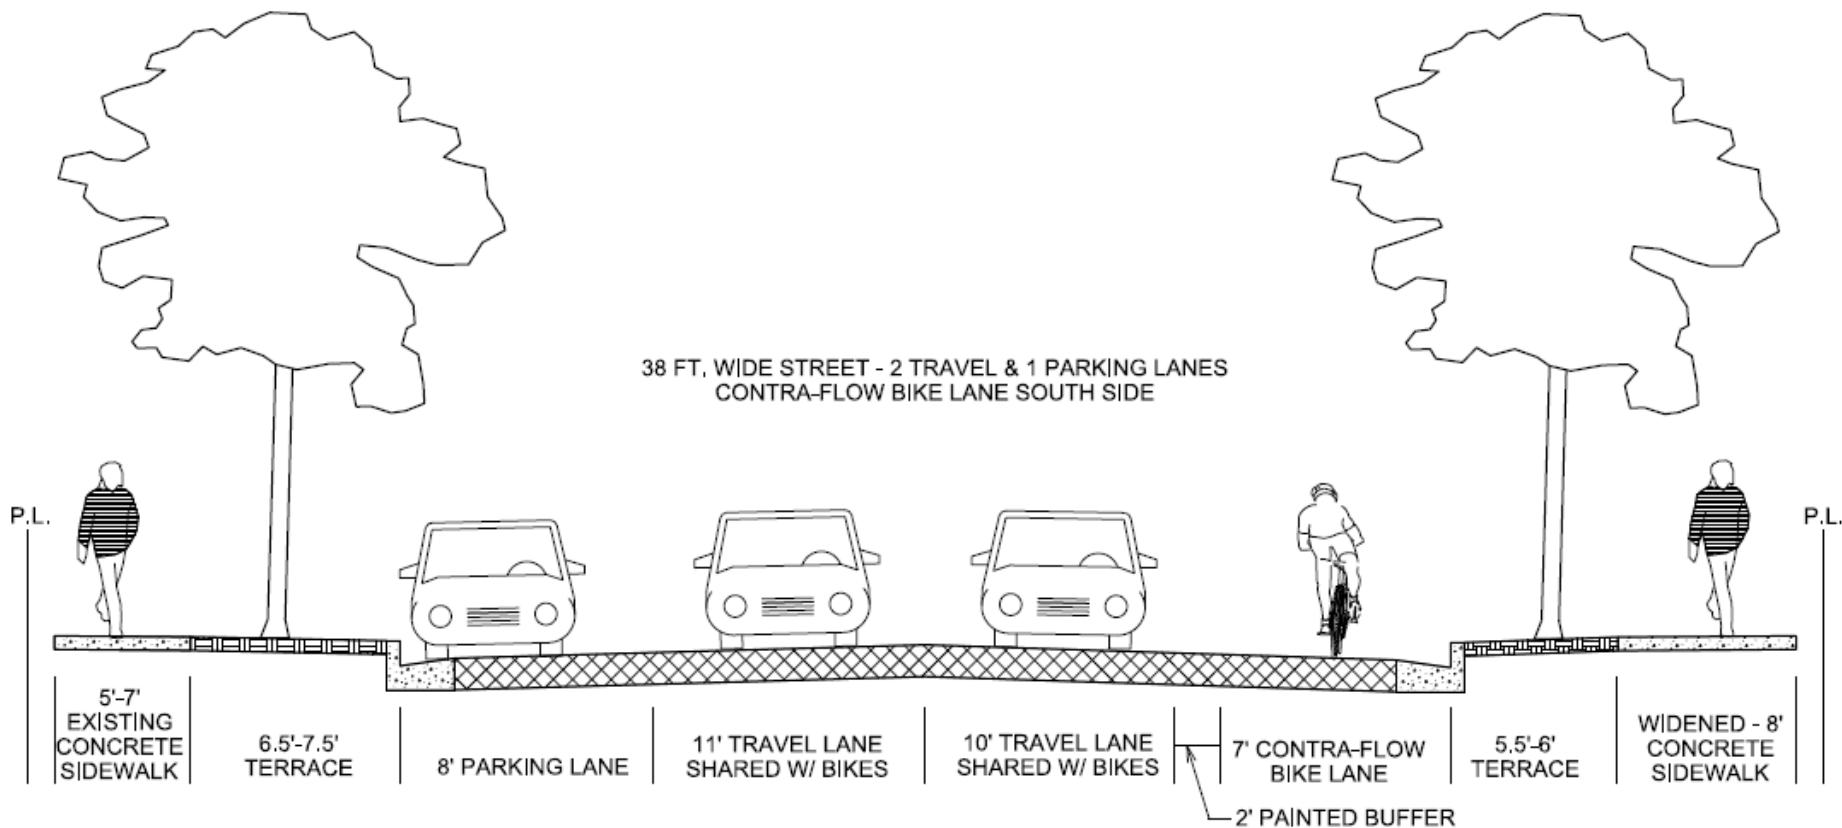 38 FT. WIDE STREET - 2 TRAVEL & 1 PARKING LANES
CONTRA-FLOW BIKE LANE SOUTH SIDE
P.L.
P.L.
5'-7'
EXISTING
CONCRETE
SIDEWALK
6.5'-7.5'
TERRACE
8' PARKING LANE
11' TRAVEL LANE
SHARED W/ BIKES
10' TRAVEL LANE
SHARED W/ BIKES
7' CONTRA-FLOW
BIKE LANE
2' PAINTED BUFFER
5.5'-6'
TERRACE
WIDENED - 8'
CONCRETE
SIDEWALK